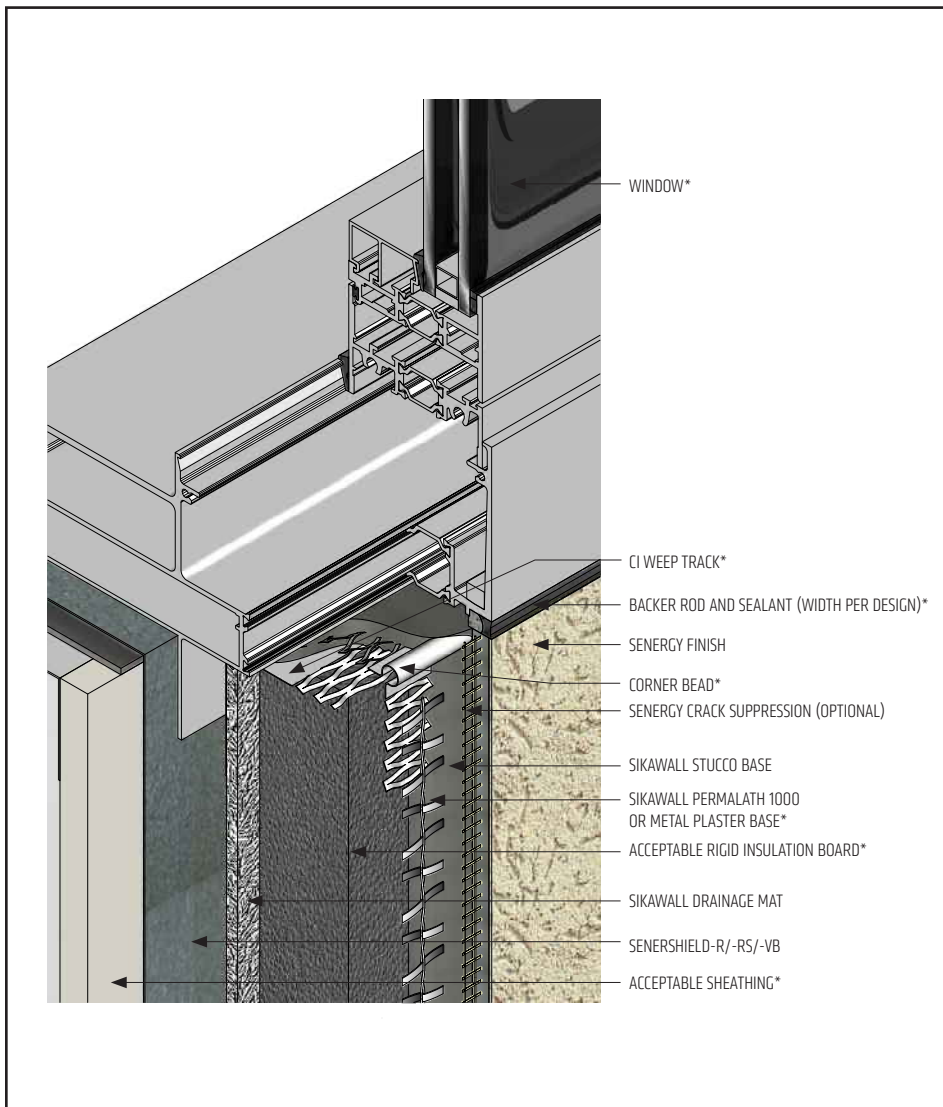 WINDOW*
CI WEEP TRACK*
BACKER ROD AND SEALANT (WIDTH PER DESIGN)*
SENERGY FINISH
CORNER BEAD*
SENERGY CRACK SUPPRESSION (OPTIONAL)
SIKAWALL STUCCO BASE
SIKAWALL PERMALATH 1000
OR METAL PLASTER BASE*
ACCEPTABLE RIGID INSULATION BOARD*
SIKAWALL DRAINAGE MAT
SENERSHIELD-R/-RS/-VB
ACCEPTABLE SHEATHING*